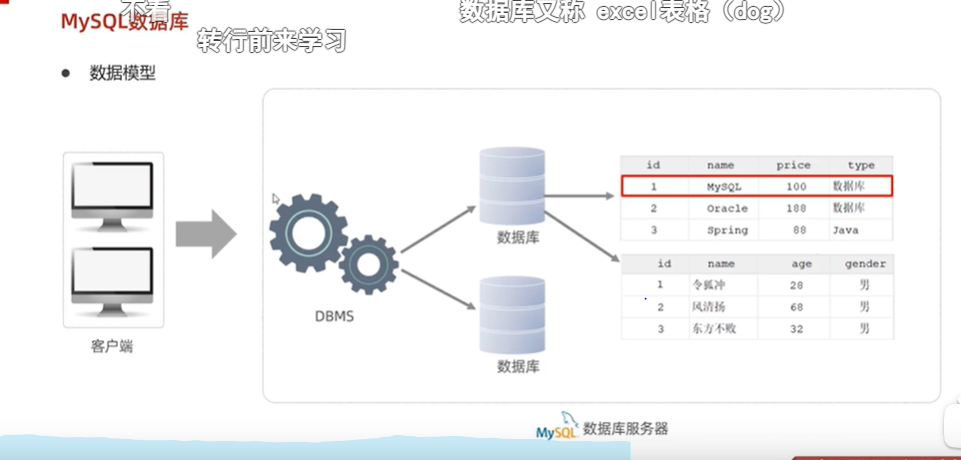 不看
数据库又称 excel表格（dog）
MySQL数据库
转行前来学习
● 数据模型
id name price type
1 MySQL 100 数据库
2 Oracle 188 数据库
3 Spring 88 Java
数据库
id name age gender
1 令狐冲 28 男
2 风清扬 68 男
3 东方不败 32 男
DBMS
客户端
数据库
MySQL 数据库服务器